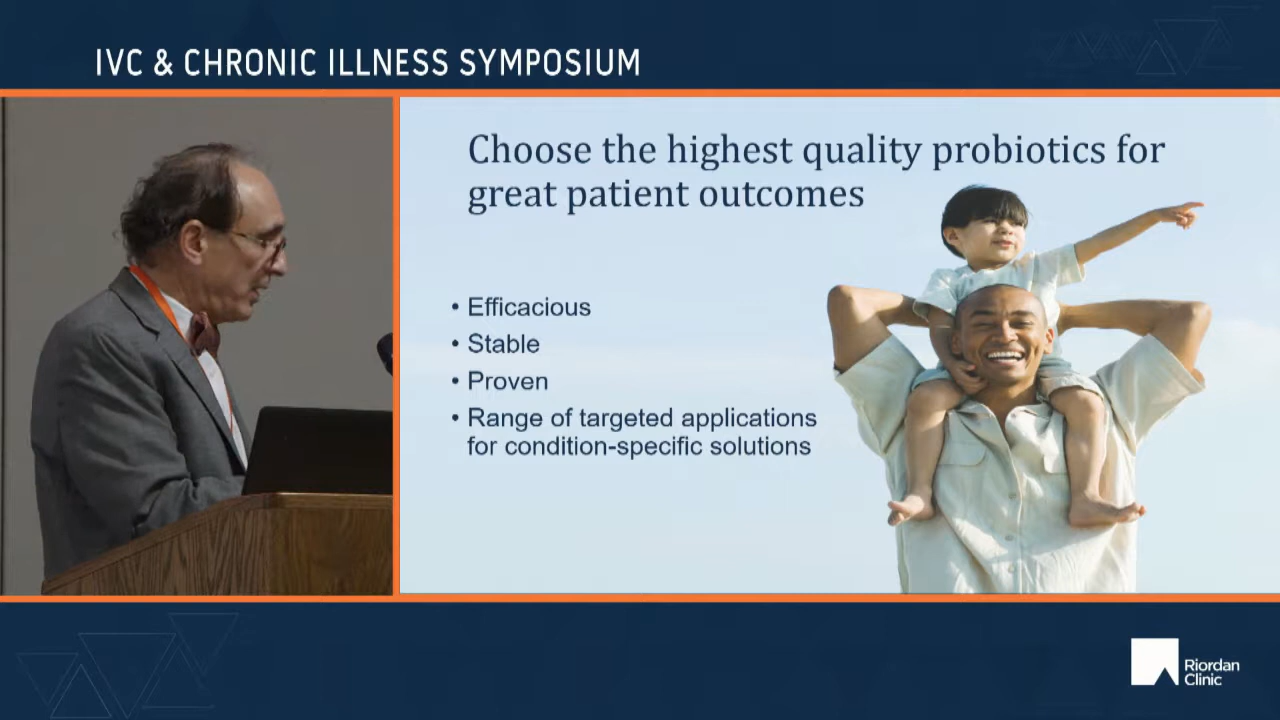 IVC & CHRONIC ILLNESS SYMPOSIUM
Choose the highest quality probiotics for
great patient outcomes
• Efficacious
• Stable
• Proven
• Range of targeted applications
for condition-specific solutions
Riordan
Clinic